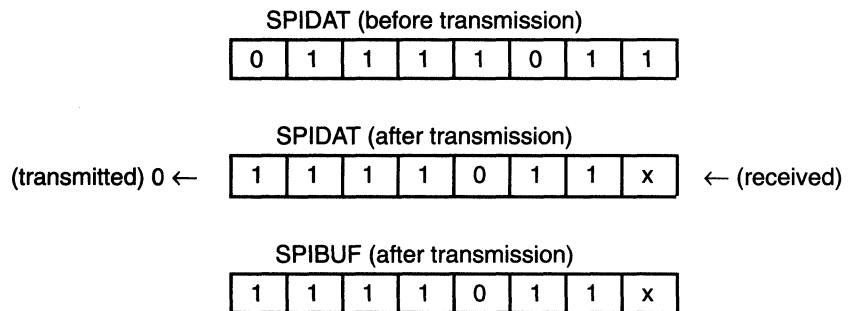 SPIDAT (before transmission)
0 1 1 1 1 0 1 1
SPIDAT (after transmission)
(transmitted) 0 ← 1 1 1 1 0 1 1 x ← (received)
SPIBUF (after transmission)
1 1 1 1 0 1 1 x